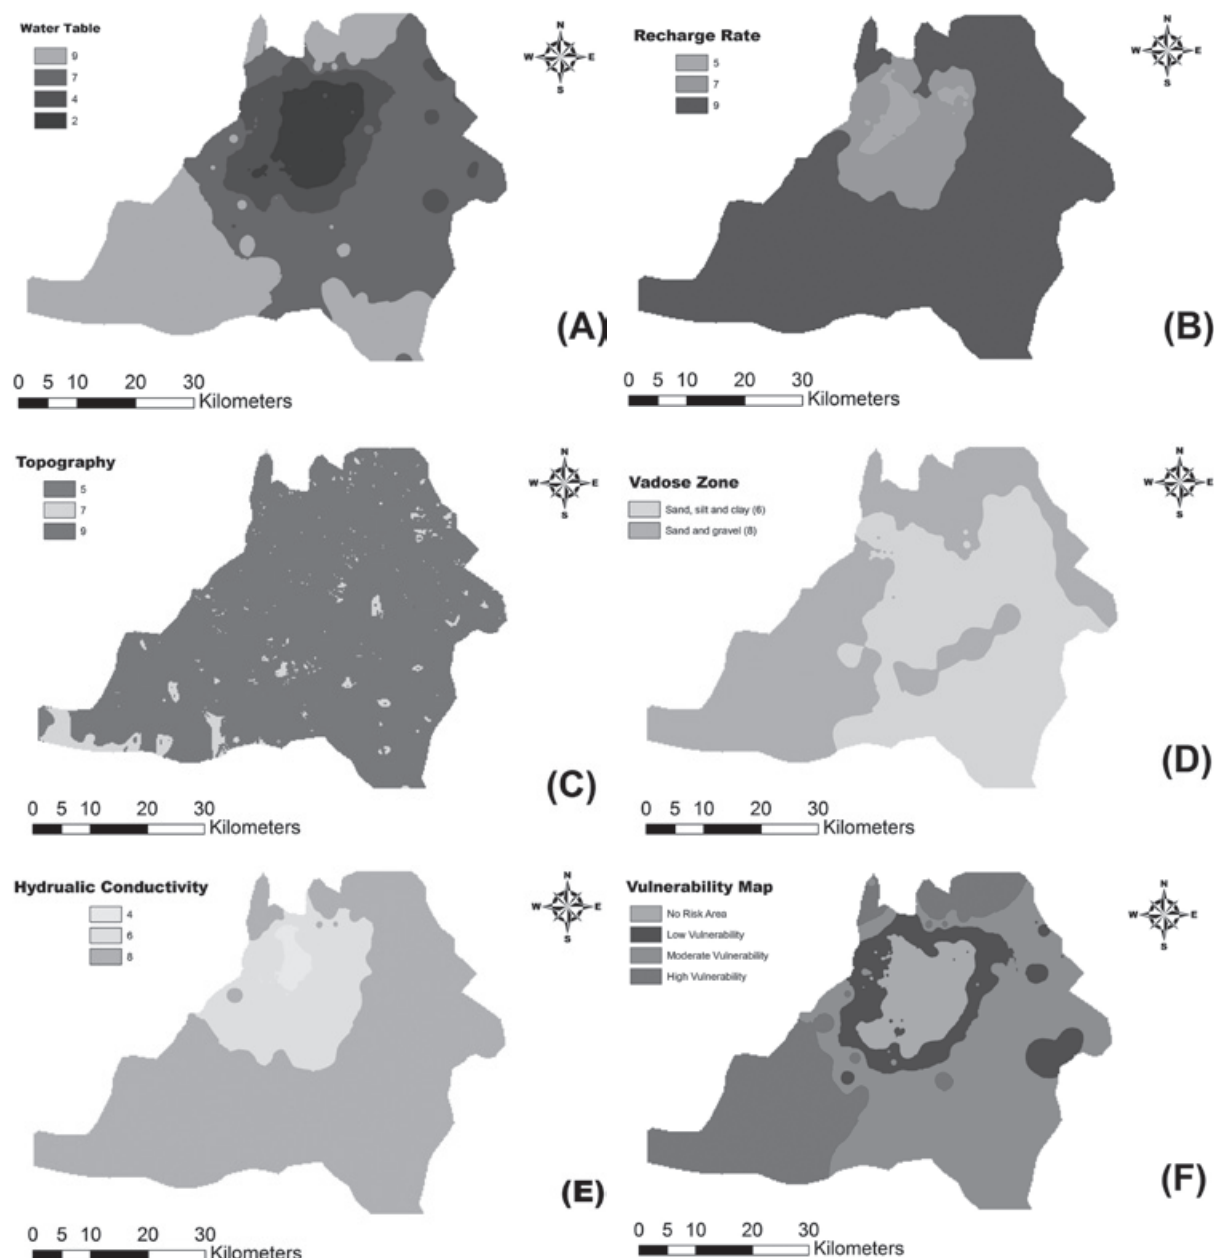 Water Table
9
7
4
2
N
W E
S
(A)
0 5 10 20 30
Kilometers
Recharge Rate
5
7
9
N
W E
S
(B)
0 5 10 20 30
Kilometers
Topography
5
7
9
N
W E
S
(C)
0 5 10 20 30
Kilometers
Vadose Zone
Sand, silt and clay (6)
Sand and gravel (8)
N
W E
S
(D)
0 5 10 20 30
Kilometers
Hydrualic Conductivity
4
6
8
N
W E
S
(E)
0 5 10 20 30
Kilometers
Vulnerability Map
No Risk Area
Low Vulnerability
Moderate Vulnerability
High Vulnerability
N
W E
S
(F)
0 5 10 20 30
Kilometers